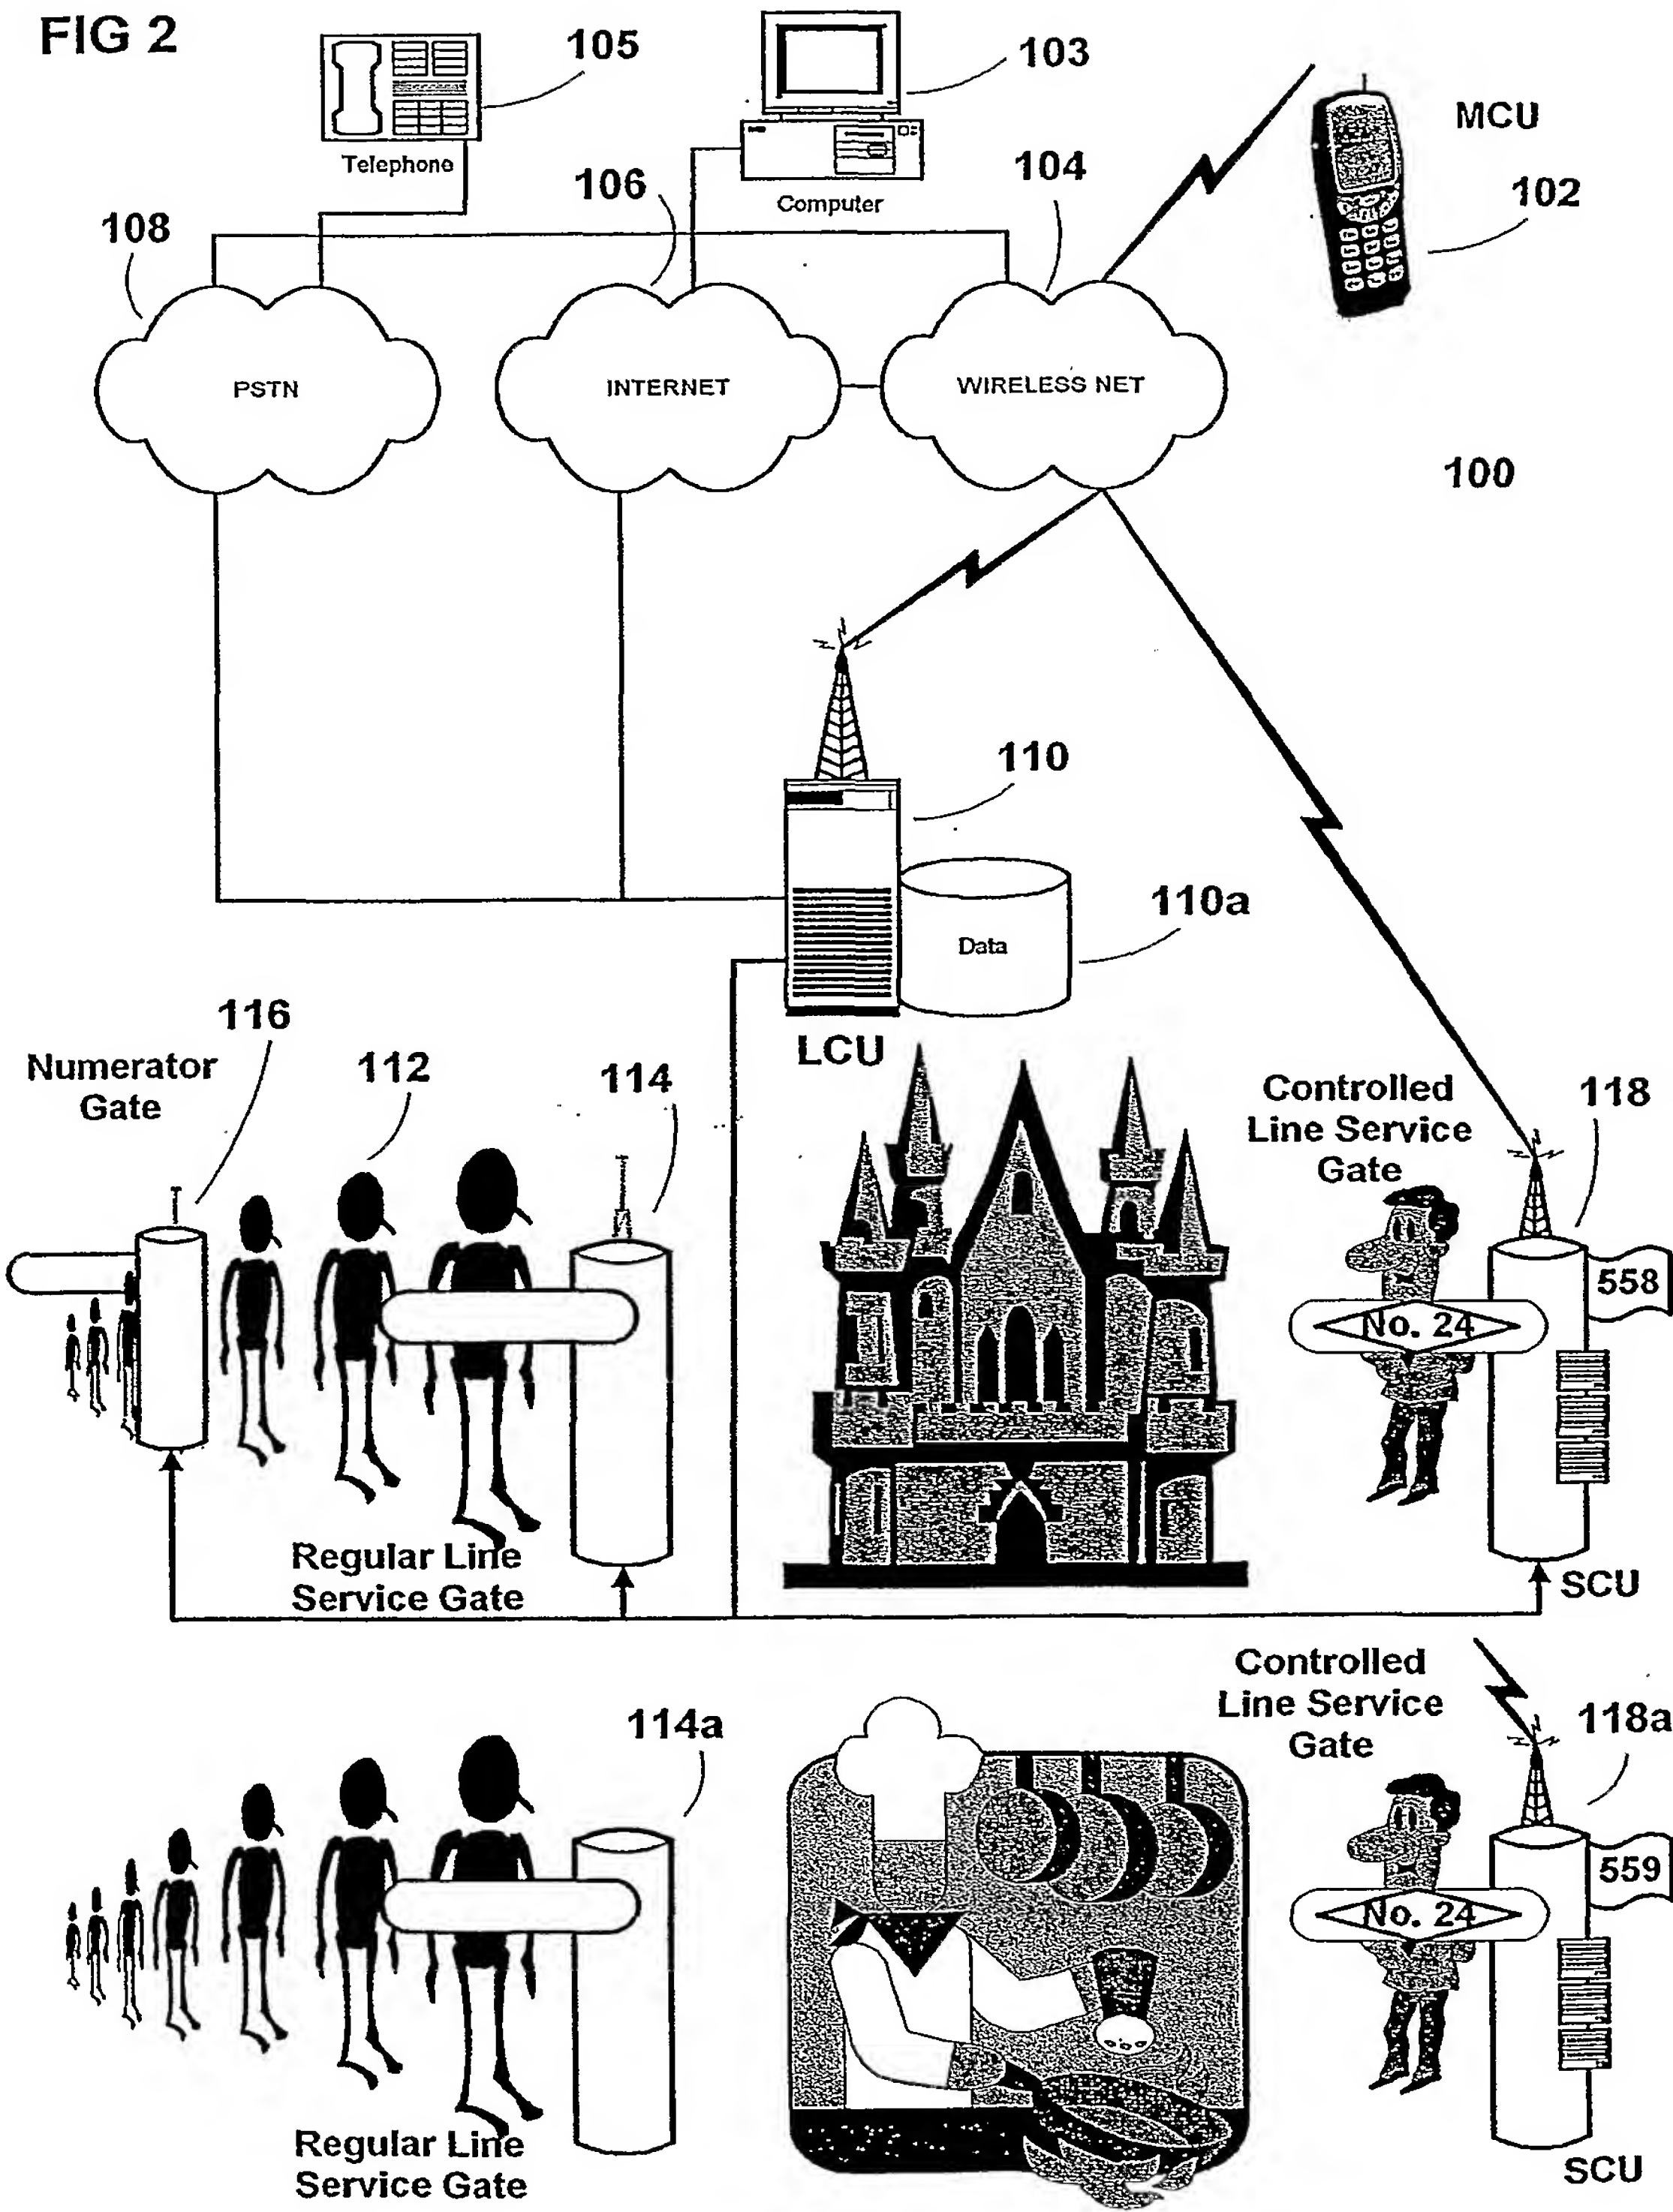 FIG 2
105
103
MCU
Telephone
106
Computer
104
102
108
PSTN
INTERNET
WIRELESS NET
100
110
110a
Data
116
LCU
Numerator
Gate
112
114
Controlled
Line Service
Gate
118
558
No. 24
Regular Line
Service Gate
SCU
Controlled
Line Service
Gate
114a
118a
559
No. 24
Regular Line
Service Gate
SCU